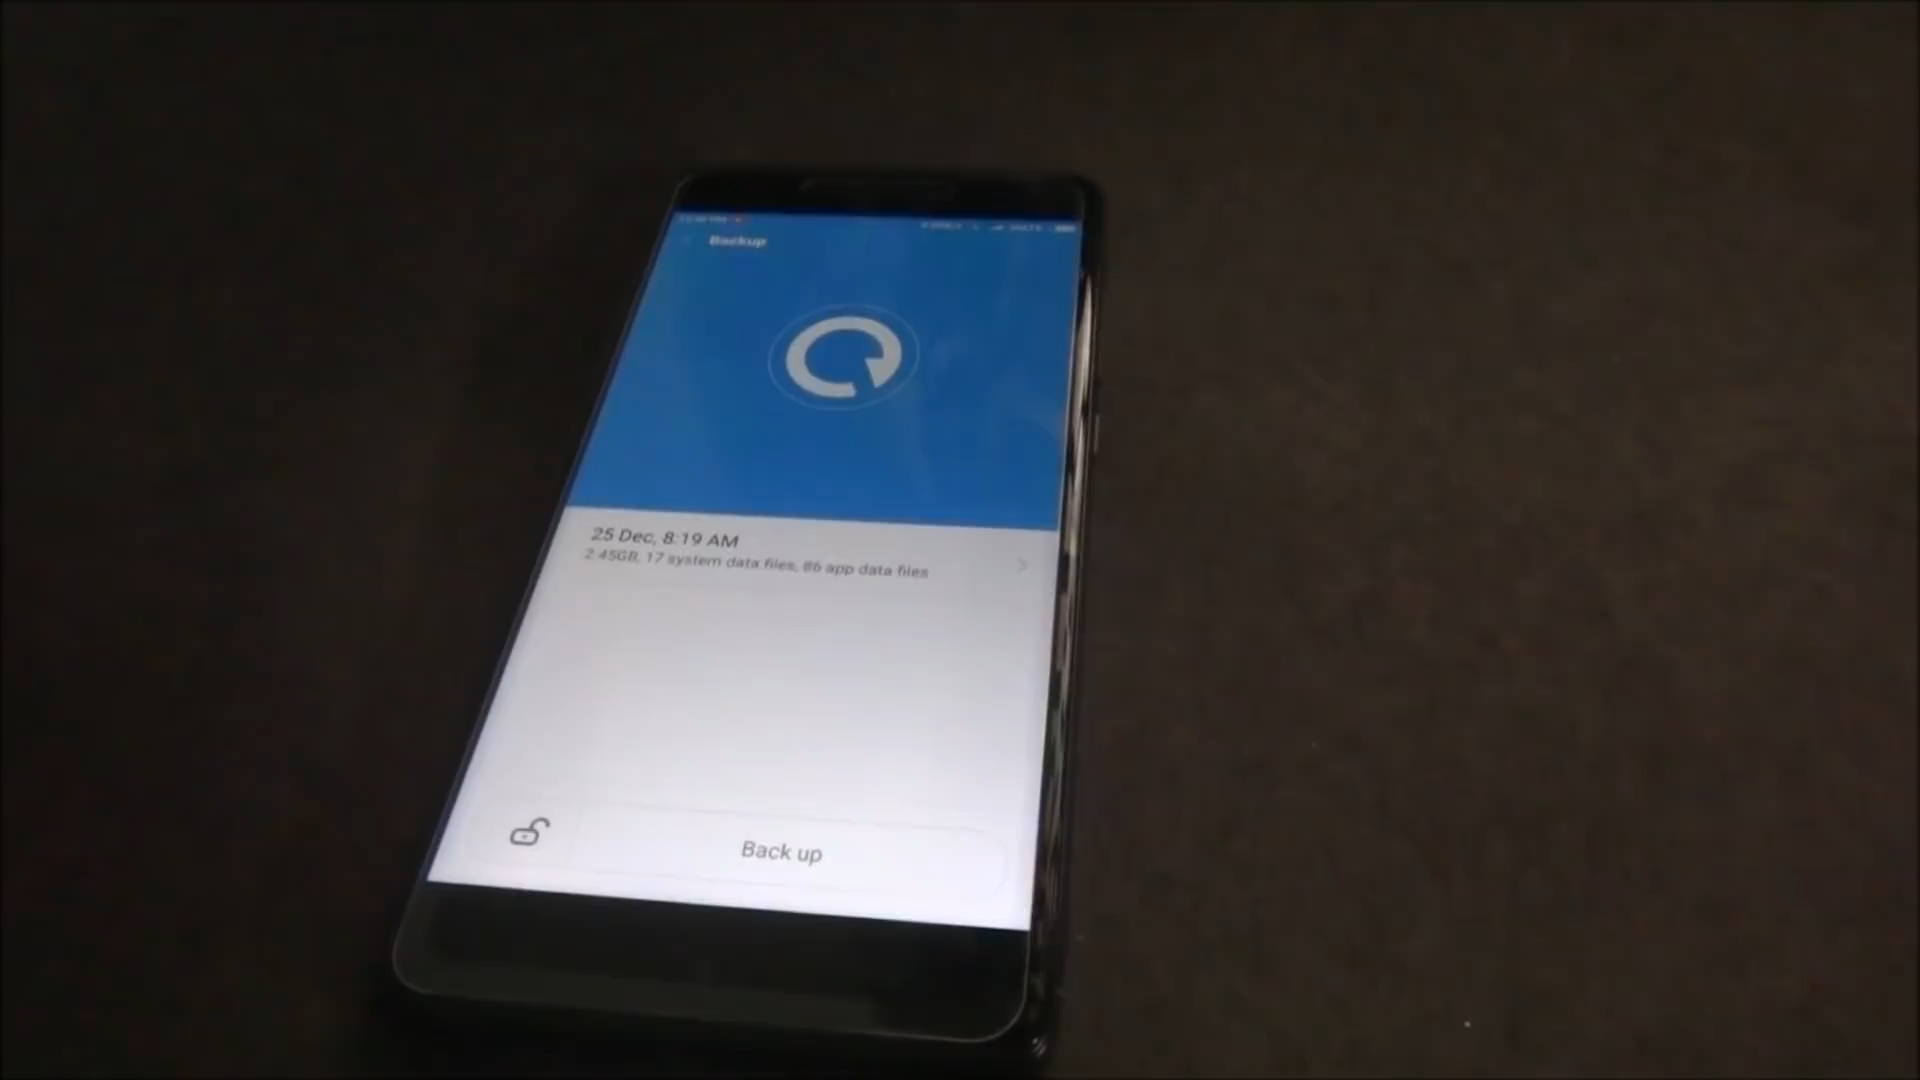 Backup
25 Dec, 8:19 AM
2.45GB, 17 system data files, 86 app data files
Back up